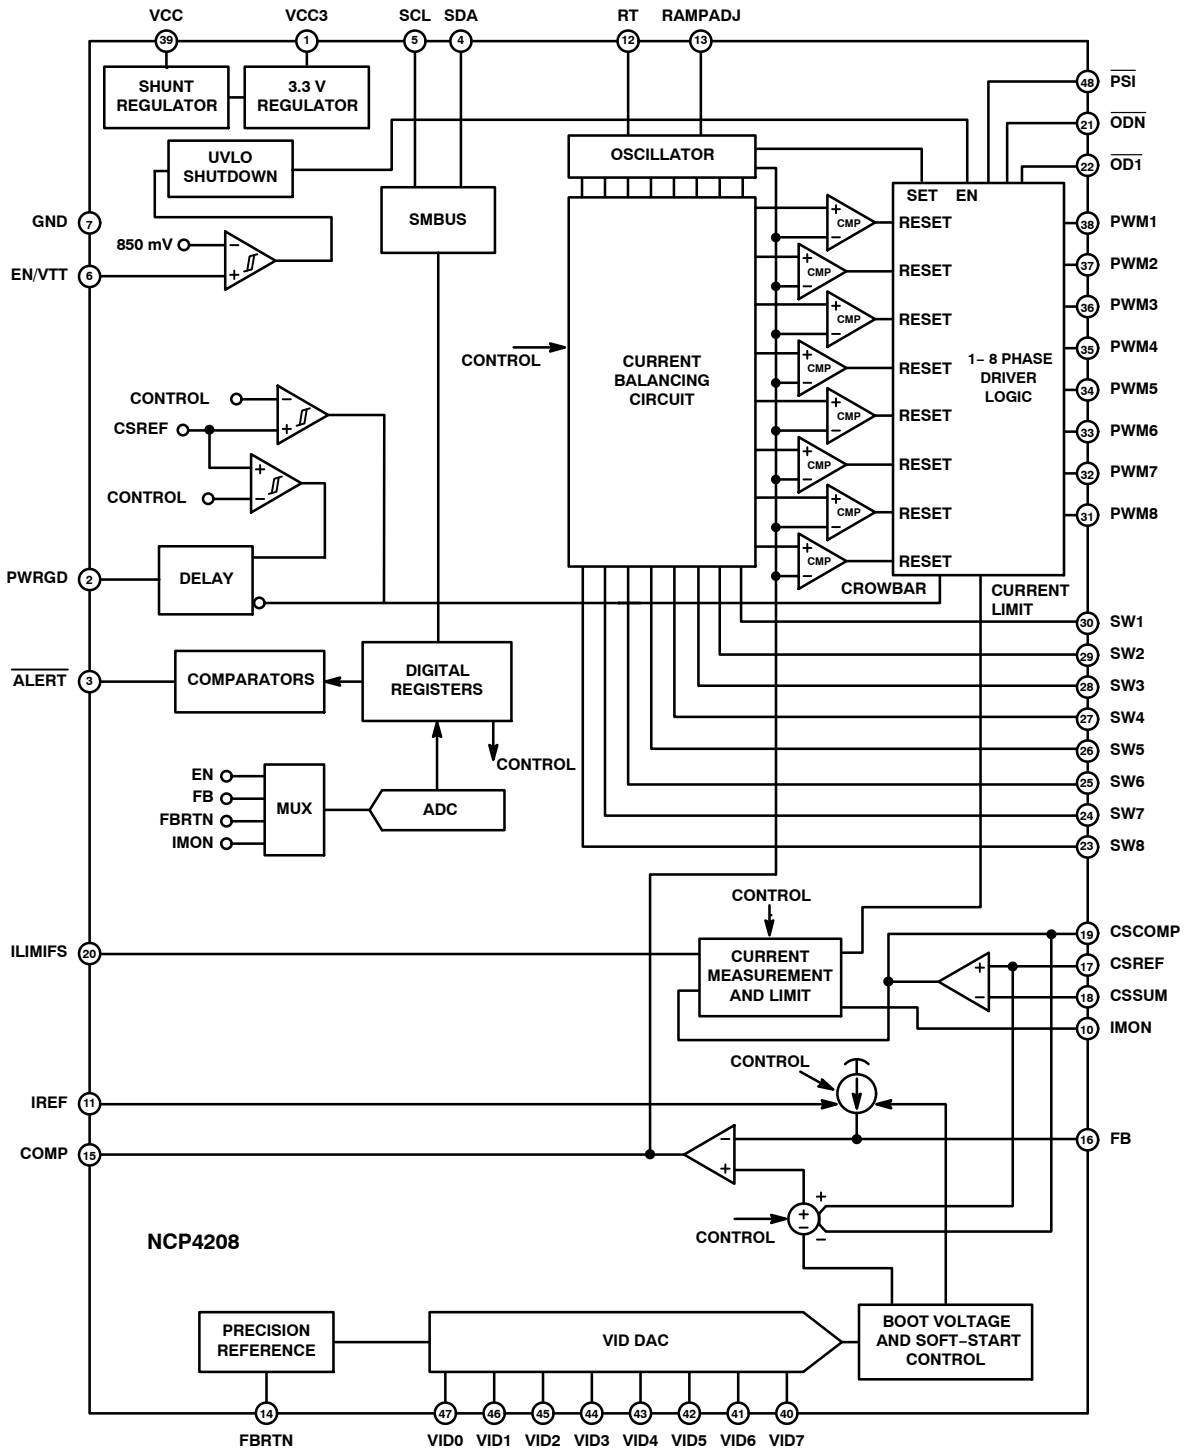 VCC VCC3 SCL SDA RT RAMPADJ
39 1 5 4 12 13
SHUNT
REGULATOR
3.3 V
REGULATOR
48 PSI
21 ODN
22 OD1
UVLO
SHUTDOWN
OSCILLATOR
SET EN
SMBUS
GND 7
850 mV − +
EN/VTT 6
+ − CMP RESET
+ − CMP RESET
+ − CMP RESET
+ − CMP RESET
+ − CMP RESET
+ − CMP RESET
+ − CMP RESET
+ − CMP RESET
38 PWM1
37 PWM2
36 PWM3
35 PWM4
34 PWM5
33 PWM6
32 PWM7
31 PWM8
CONTROL
CURRENT
BALANCING
CIRCUIT
1− 8 PHASE
DRIVER
LOGIC
CONTROL −
CSREF +
+
CONTROL −
PWRGD 2
DELAY
CROWBAR
CURRENT
LIMIT
30 SW1
29 SW2
28 SW3
27 SW4
26 SW5
25 SW6
24 SW7
23 SW8
ALERT 3
COMPARATORS
DIGITAL
REGISTERS
CONTROL
EN
FB
FBRTN
IMON
MUX
ADC
CONTROL
ILIMIFS 20
CURRENT
MEASUREMENT
AND LIMIT
+
−
19 CSCOMP
17 CSREF
18 CSSUM
10 IMON
CONTROL
IREF 11
COMP 15
−
+
16 FB
+
+
−
−
CONTROL
NCP4208
PRECISION
REFERENCE
VID DAC
BOOT VOLTAGE
AND SOFT−START
CONTROL
14 47 46 45 44 43 42 41 40
FBRTN VID0 VID1 VID2 VID3 VID4 VID5 VID6 VID7